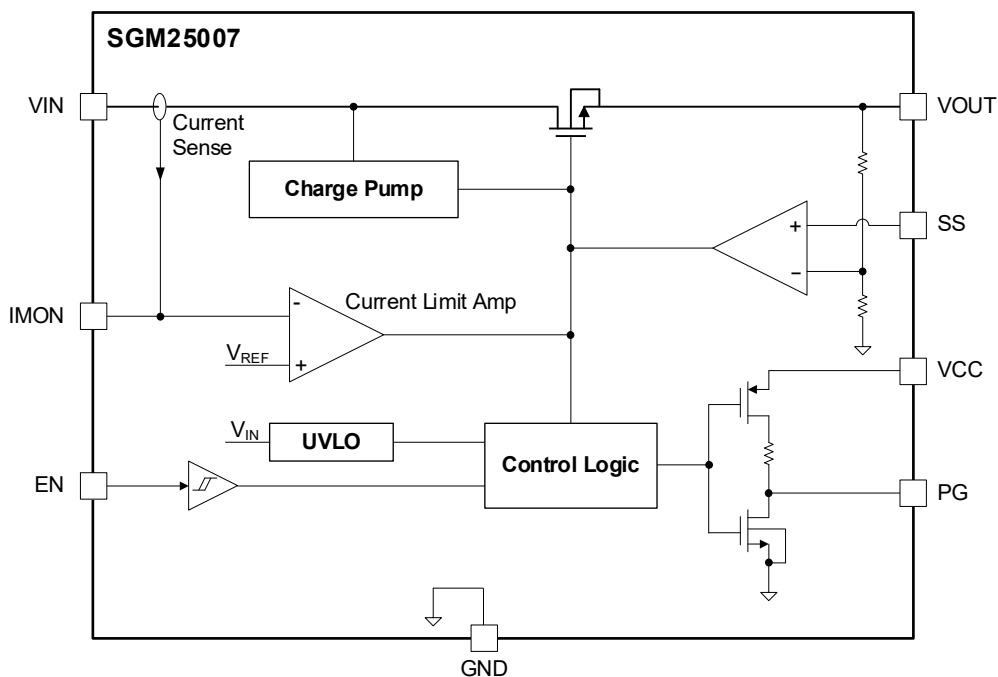 SGM25007
VIN
Current
Sense
VOUT
Charge Pump
+
SS
−
IMON
-
Current Limit Amp
VREF
+
VCC
VIN
UVLO
Control Logic
EN
PG
GND